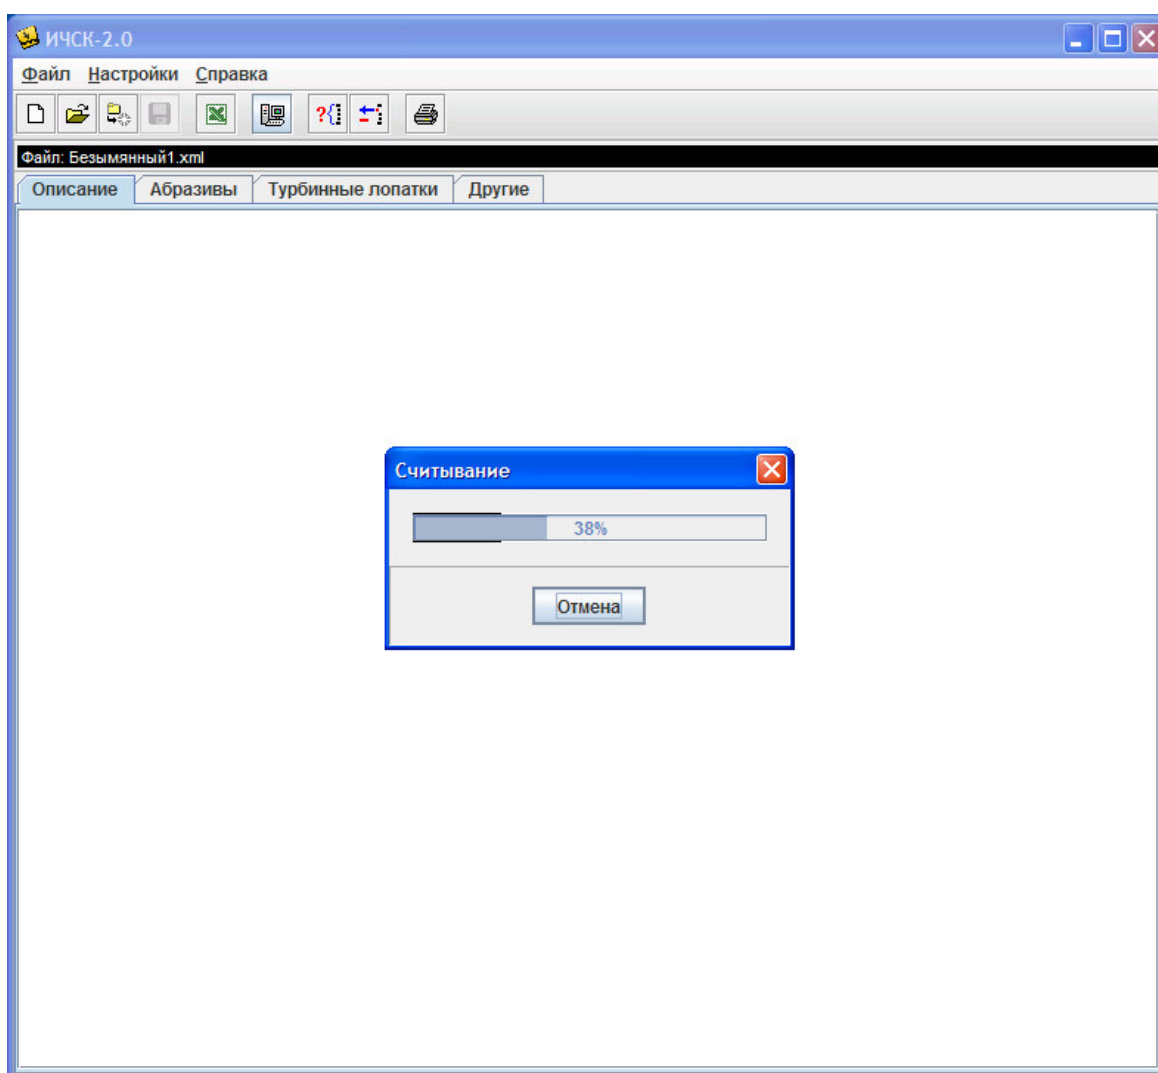 ИЧСК-2.0
Файл Настройки Справка
Файл: Безымянный1.xml
Описание Абразивы Турбинные лопатки Другие
Считывание
38%
Отмена